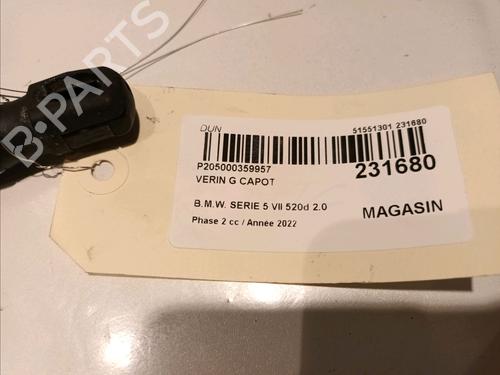 B-PARTS
DUN
51551301 231680
P205000359957
231680
VERIN G CAPOT
B.M.W. SERIE 5 VII 520d 2.0
MAGASIN
Phase 2 cc / Année 2022